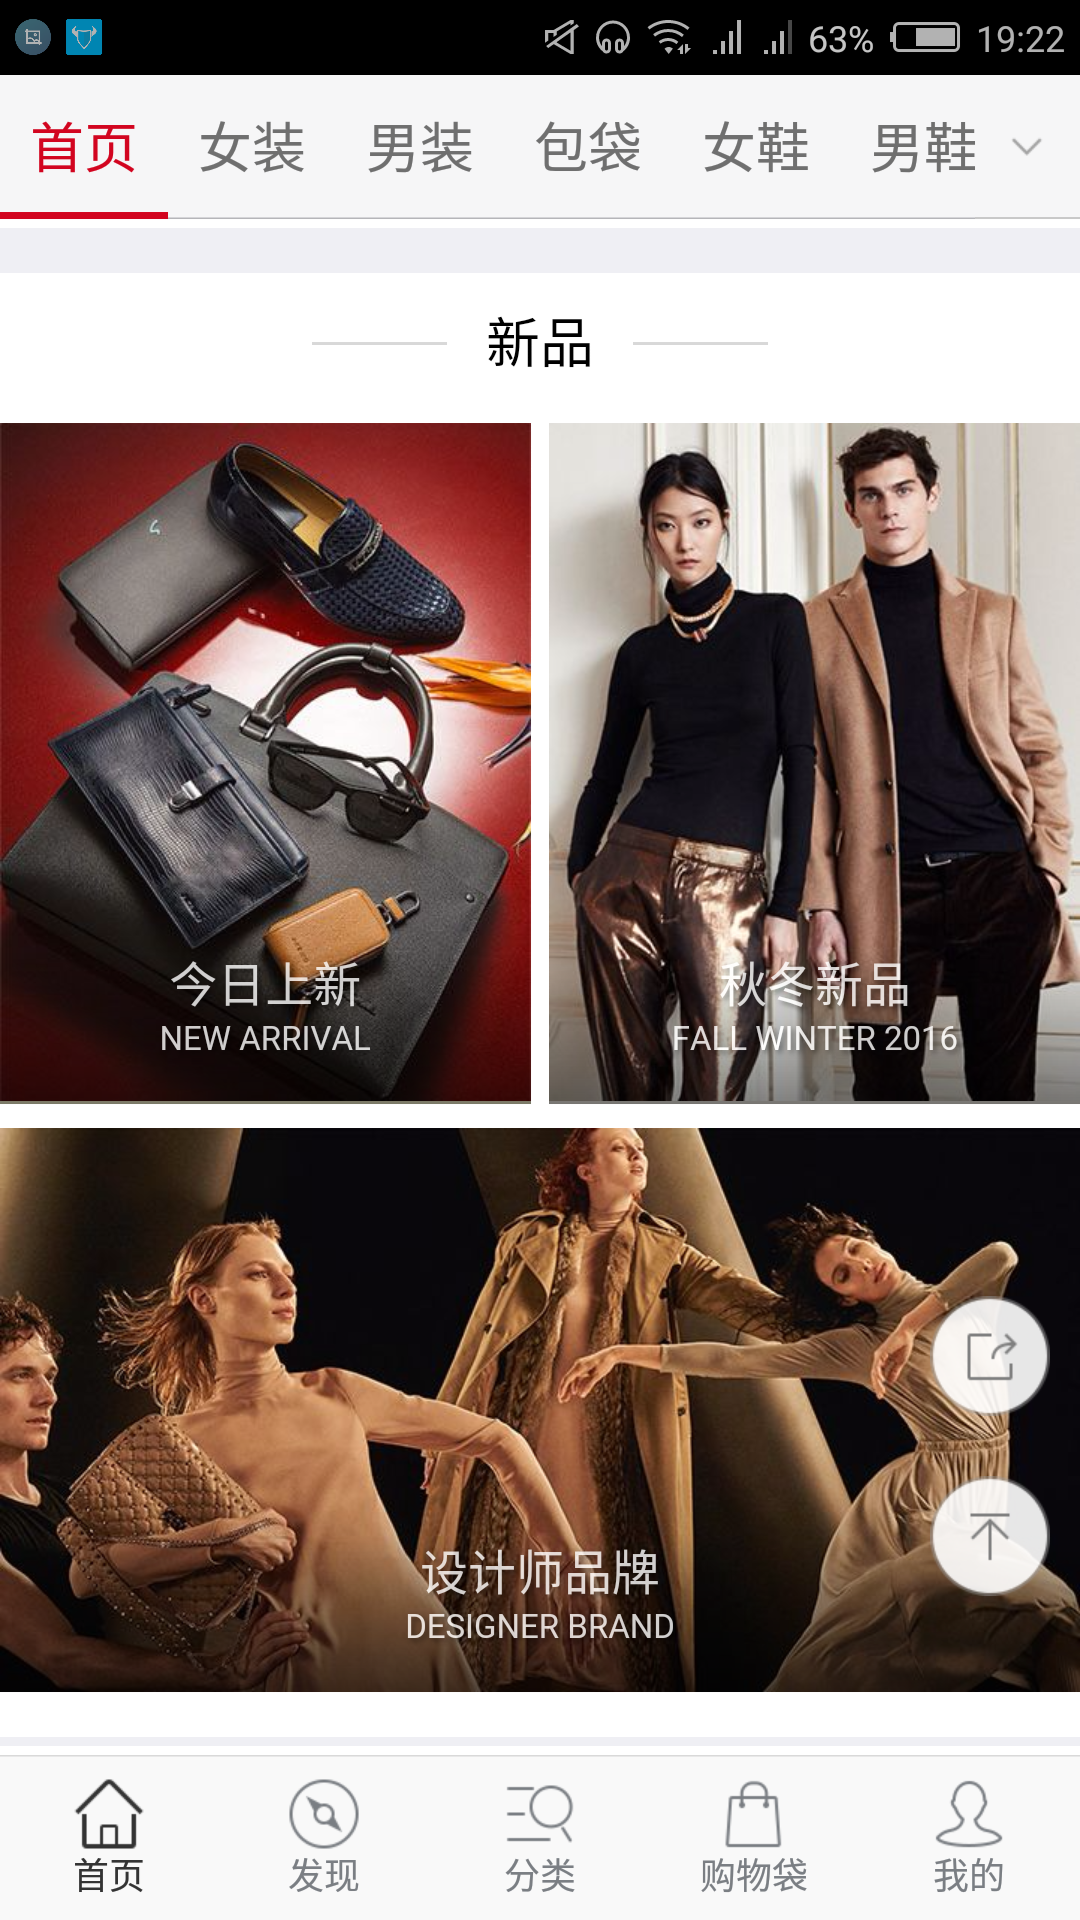 63% 19:22
首页 女装 男装 包袋 女鞋 男鞋
新品
今日上新
NEW ARRIVAL
秋冬新品
FALL WINTER 2016
设计师品牌
DESIGNER BRAND
首页 发现 分类 购物袋 我的